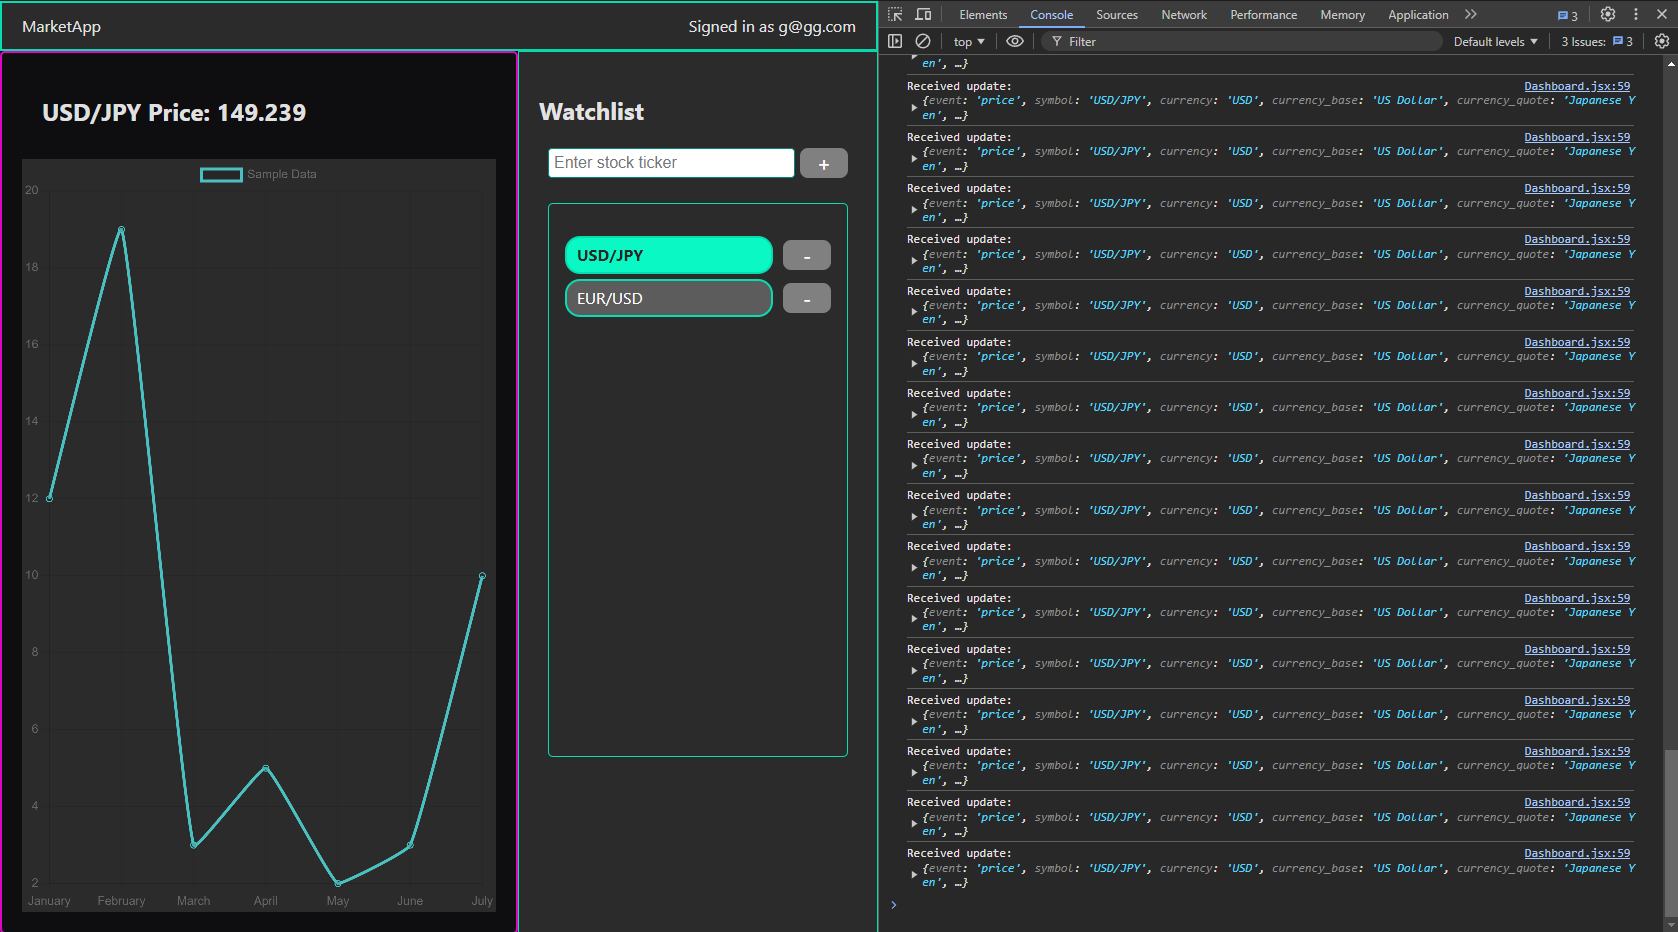 MarketApp
Signed in as g@gg.com
USD/JPY Price: 149.239
Sample Data
20
18
16
14
12
10
8
6
4
2
January February March April May June July
Watchlist
Enter stock ticker
+
USD/JPY
-
EUR/USD
-
Elements Console Sources Network Performance Memory Application 3
top Filter Default levels 3 Issues: 3
en', …}
Received update: Dashboard.jsx:59
{event: 'price', symbol: 'USD/JPY', currency: 'USD', currency_base: 'US Dollar', currency_quote: 'Japanese Y
en', …}
Received update: Dashboard.jsx:59
{event: 'price', symbol: 'USD/JPY', currency: 'USD', currency_base: 'US Dollar', currency_quote: 'Japanese Y
en', …}
Received update: Dashboard.jsx:59
{event: 'price', symbol: 'USD/JPY', currency: 'USD', currency_base: 'US Dollar', currency_quote: 'Japanese Y
en', …}
Received update: Dashboard.jsx:59
{event: 'price', symbol: 'USD/JPY', currency: 'USD', currency_base: 'US Dollar', currency_quote: 'Japanese Y
en', …}
Received update: Dashboard.jsx:59
{event: 'price', symbol: 'USD/JPY', currency: 'USD', currency_base: 'US Dollar', currency_quote: 'Japanese Y
en', …}
Received update: Dashboard.jsx:59
{event: 'price', symbol: 'USD/JPY', currency: 'USD', currency_base: 'US Dollar', currency_quote: 'Japanese Y
en', …}
Received update: Dashboard.jsx:59
{event: 'price', symbol: 'USD/JPY', currency: 'USD', currency_base: 'US Dollar', currency_quote: 'Japanese Y
en', …}
Received update: Dashboard.jsx:59
{event: 'price', symbol: 'USD/JPY', currency: 'USD', currency_base: 'US Dollar', currency_quote: 'Japanese Y
en', …}
Received update: Dashboard.jsx:59
{event: 'price', symbol: 'USD/JPY', currency: 'USD', currency_base: 'US Dollar', currency_quote: 'Japanese Y
en', …}
Received update: Dashboard.jsx:59
{event: 'price', symbol: 'USD/JPY', currency: 'USD', currency_base: 'US Dollar', currency_quote: 'Japanese Y
en', …}
Received update: Dashboard.jsx:59
{event: 'price', symbol: 'USD/JPY', currency: 'USD', currency_base: 'US Dollar', currency_quote: 'Japanese Y
en', …}
Received update: Dashboard.jsx:59
{event: 'price', symbol: 'USD/JPY', currency: 'USD', currency_base: 'US Dollar', currency_quote: 'Japanese Y
en', …}
Received update: Dashboard.jsx:59
{event: 'price', symbol: 'USD/JPY', currency: 'USD', currency_base: 'US Dollar', currency_quote: 'Japanese Y
en', …}
Received update: Dashboard.jsx:59
{event: 'price', symbol: 'USD/JPY', currency: 'USD', currency_base: 'US Dollar', currency_quote: 'Japanese Y
en', …}
Received update: Dashboard.jsx:59
{event: 'price', symbol: 'USD/JPY', currency: 'USD', currency_base: 'US Dollar', currency_quote: 'Japanese Y
en', …}
Received update: Dashboard.jsx:59
{event: 'price', symbol: 'USD/JPY', currency: 'USD', currency_base: 'US Dollar', currency_quote: 'Japanese Y
en', …}